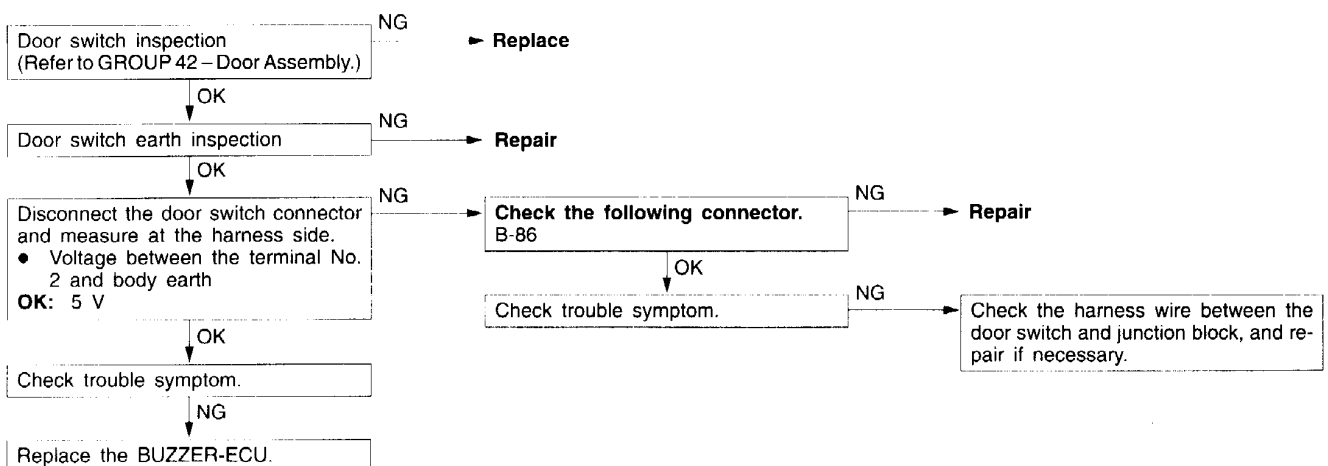 Door switch inspection
(Refer to GROUP 42 – Door Assembly.)
NG
Replace
OK
Door switch earth inspection
NG
Repair
OK
Disconnect the door switch connector
and measure at the harness side.
● Voltage between the terminal No.
2 and body earth
OK: 5 V
NG
Check the following connector.
B-86
NG
Repair
OK
Check trouble symptom.
NG
Check the harness wire between the
door switch and junction block, and re-
pair if necessary.
OK
Check trouble symptom.
NG
Replace the BUZZER-ECU.